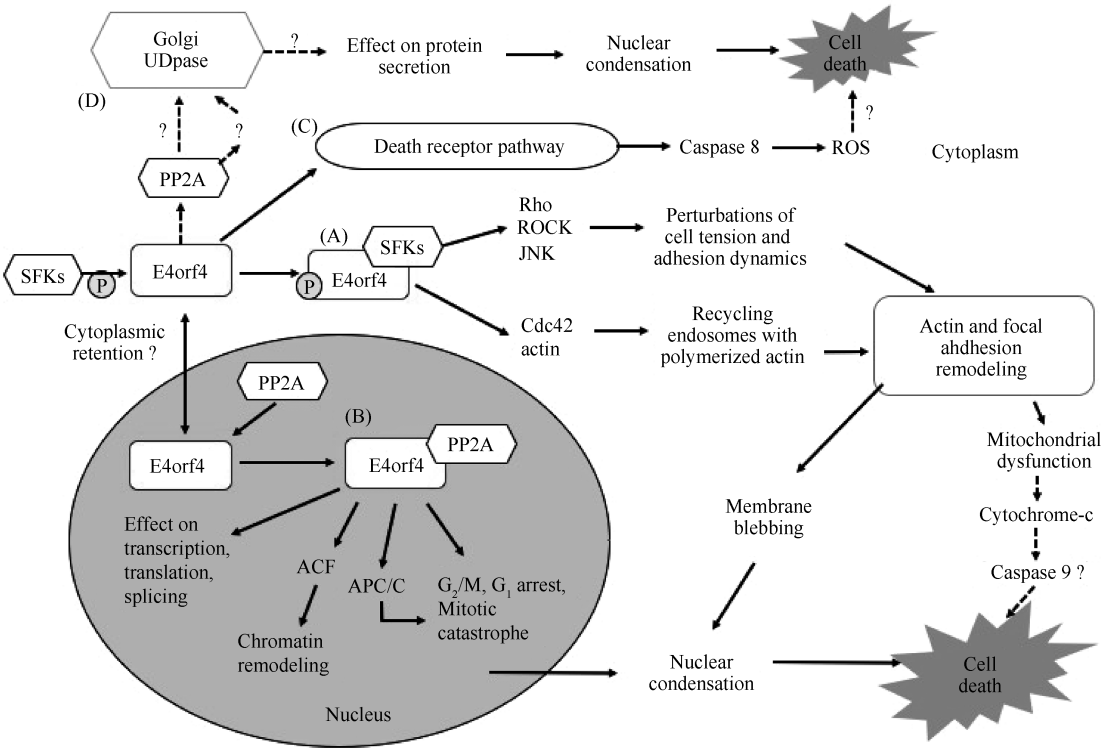 Golgi
UDpase
?
Effect on protein
secretion
Nuclear
condensation
Cell
death
(D)
?
?
?
(C)
Death receptor pathway
Caspase 8
ROS
Cytoplasm
PP2A
(A)
SFKs
Rho
ROCK
JNK
Perturbations of
cell tension and
adhesion dynamics
SFKs
P
E4orf4
P
E4orf4
Cytoplasmic
retention ?
Cdc42
actin
Recycling
endosomes with
polymerized actin
Actin and focal
ahdhesion
remodeling
PP2A
(B)
E4orf4
E4orf4
PP2A
Mitochondrial
dysfunction
Cytochrome-c
Caspase 9 ?
Membrane
blebbing
Effect on
transcription,
translation,
splicing
ACF
APC/C
G2/M, G1 arrest,
Mitotic
catastrophe
Chromatin
remodeling
Nuclear
condensation
Cell
death
Nucleus